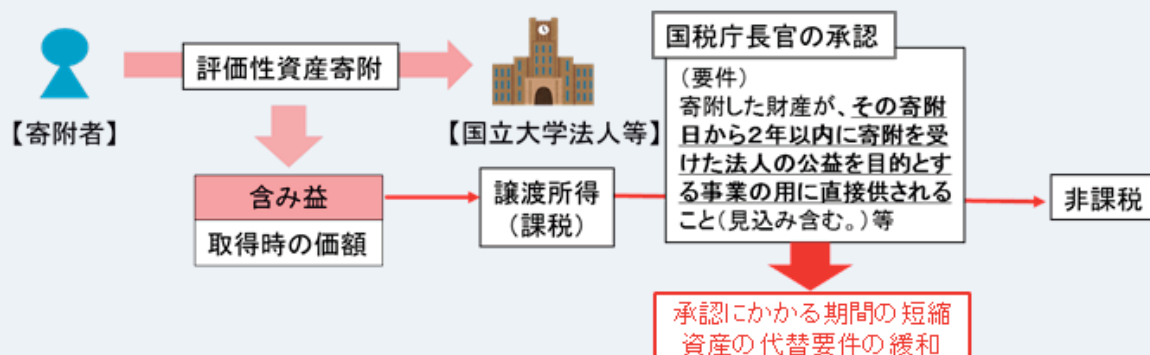 評価性資産寄附
【寄附者】
【国立大学法人等】
国税庁長官の承認
（要件）
寄附した財産が、その寄附
日から２年以内に寄附を受
けた法人の公益を目的とす
る事業の用に直接供される
こと（見込み含む。）等
含み益
取得時の価額
譲渡所得
（課税）
非課税
承認にかかる期間の短縮
資産の代替要件の緩和